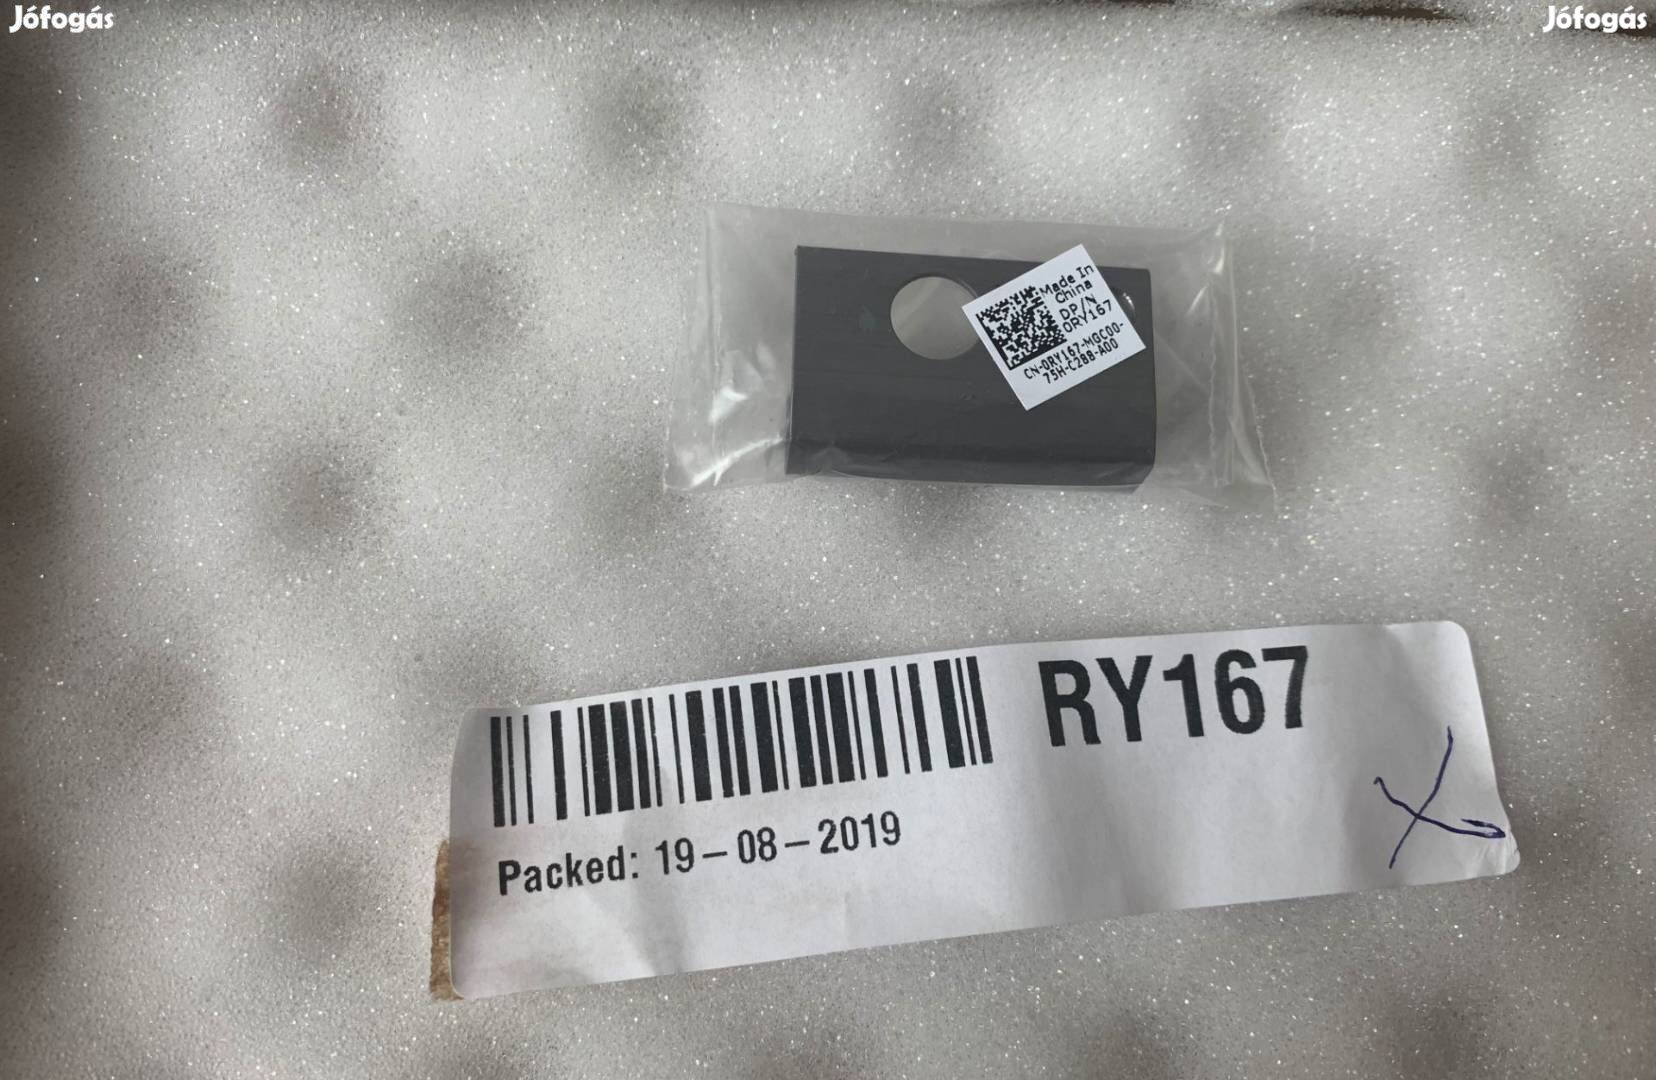 Jófogás
Jófogás
Made In
China
DP/N
0RY167
CN-0RY167-MGC00-
75H-C288-A00
RY167
Packed: 19-08-2019
X